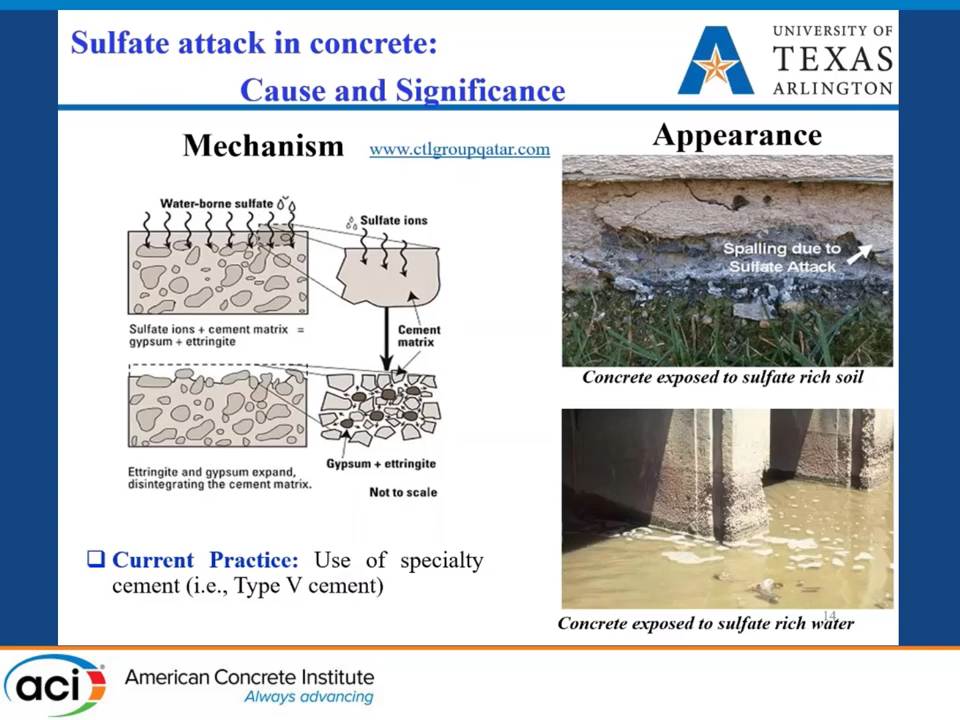 Sulfate attack in concrete:
Cause and Significance
UNIVERSITY OF
TEXAS
ARLINGTON
Mechanism
www.ctlgroupqatar.com
Appearance
Water-borne sulfate
Sulfate ions
Sulfate ions + cement matrix =
gypsum + ettringite
Cement
matrix
Ettringite and gypsum expand,
disintegrating the cement matrix.
Gypsum + ettringite
Not to scale
Spalling due to
Sulfate Attack
Concrete exposed to sulfate rich soil
Concrete exposed to sulfate rich water
14
Current Practice: Use of specialty
cement (i.e., Type V cement)
aci
American Concrete Institute
Always advancing